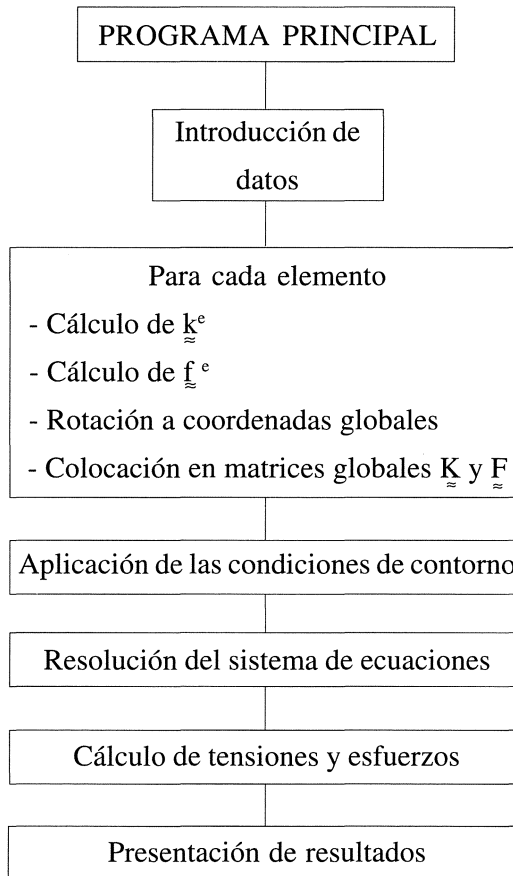 PROGRAMA PRINCIPAL
Introducción de
datos
Para cada elemento
- Cálculo de k̰ᵉ
- Cálculo de f̰ ᵉ
- Rotación a coordenadas globales
- Colocación en matrices globales K̰ y F̰
Aplicación de las condiciones de contorno
Resolución del sistema de ecuaciones
Cálculo de tensiones y esfuerzos
Presentación de resultados